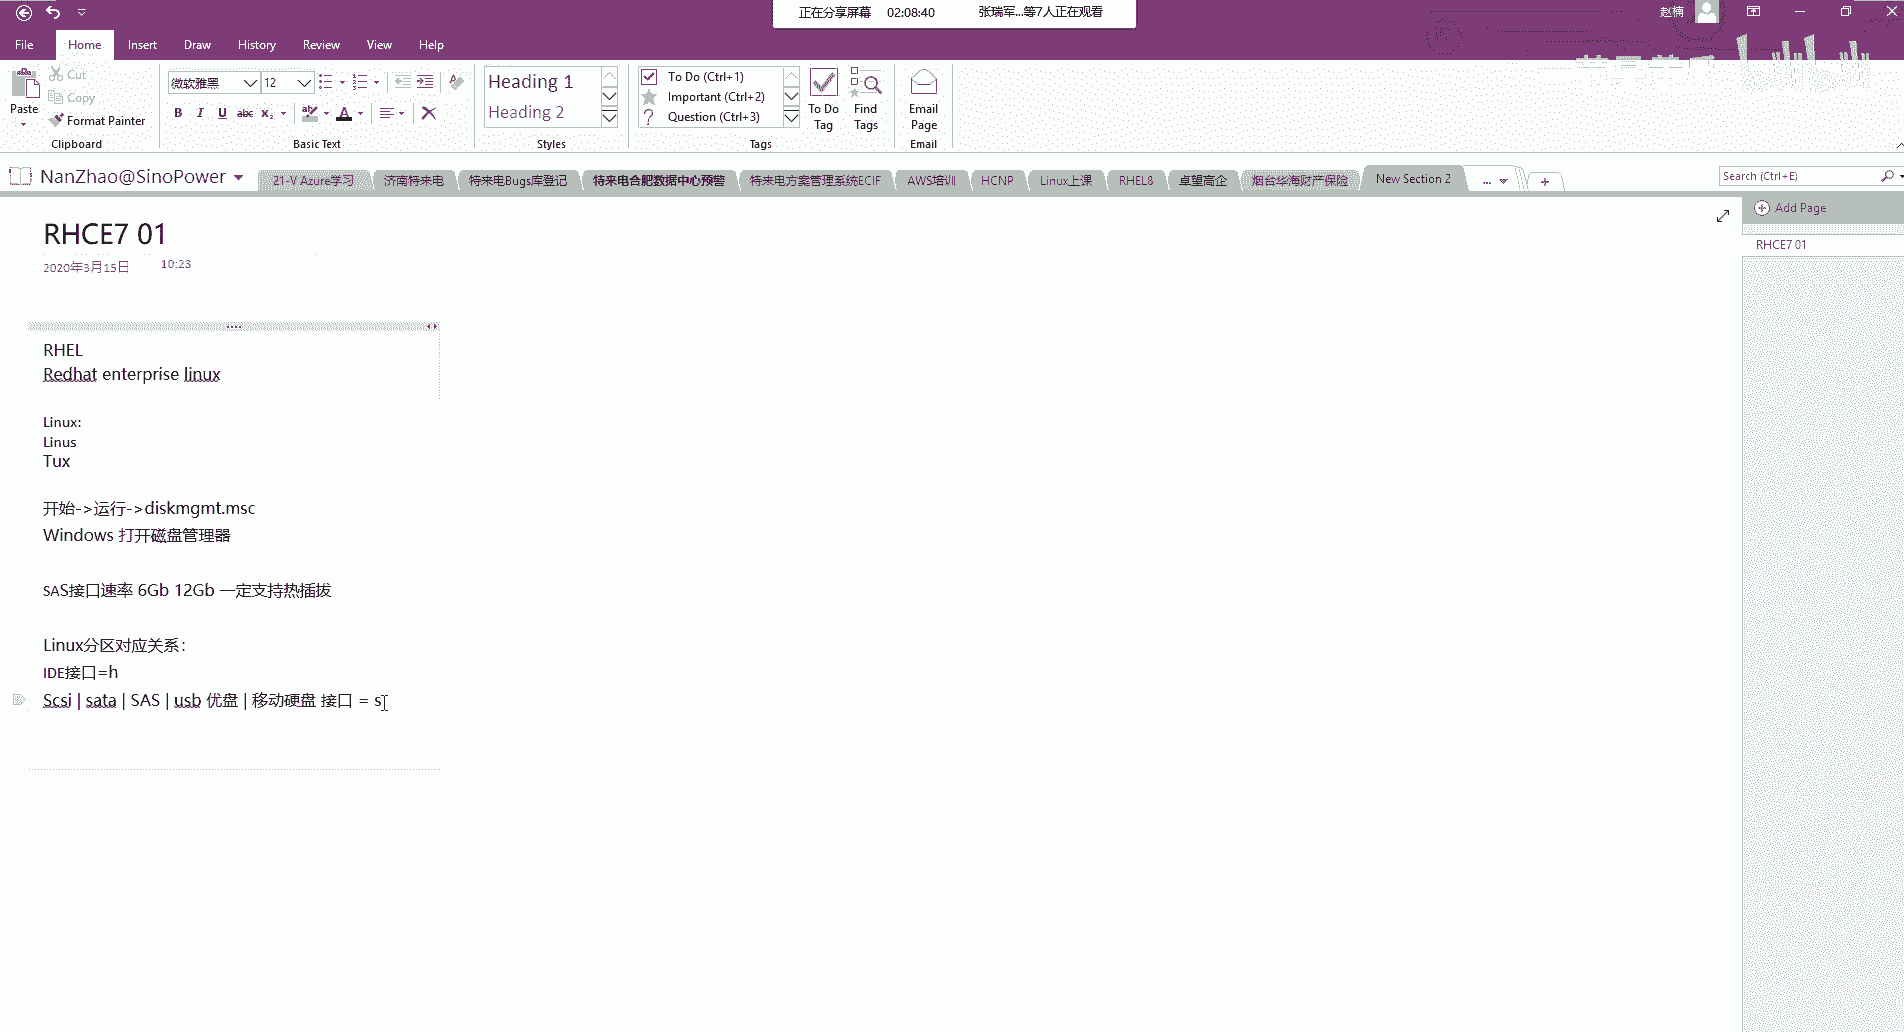 正在分享屏幕 02:08:40 张瑞军...等7人正在观看
赵楠
File Home Insert Draw History Review View Help
Paste
Cut
Copy
Format Painter
Clipboard
微软雅黑 12
B I U abc x₂ A
Basic Text
Heading 1
Heading 2
Styles
To Do (Ctrl+1)
Important (Ctrl+2)
Question (Ctrl+3)
Tags
To Do Tag
Find Tags
Email Page
Email
NanZhao@SinoPower
21-V Azure学习 济南特来电 特来电Bugs库登记 特来电合肥数据中心预警 特来电方案管理系统ECIF AWS培训 HCNP Linux上课 RHEL8 卓望高企 烟台华海财产保险 New Section 2 ...
Search (Ctrl+E)
Add Page
RHCE7 01
RHCE7 01
2020年3月15日 10:23
RHEL
Redhat enterprise linux
Linux:
Linus
Tux
开始->运行->diskmgmt.msc
Windows 打开磁盘管理器
SAS接口速率 6Gb 12Gb 一定支持热插拔
Linux分区对应关系：
IDE接口=h
Scsi | sata | SAS | usb 优盘 | 移动硬盘 接口 = s